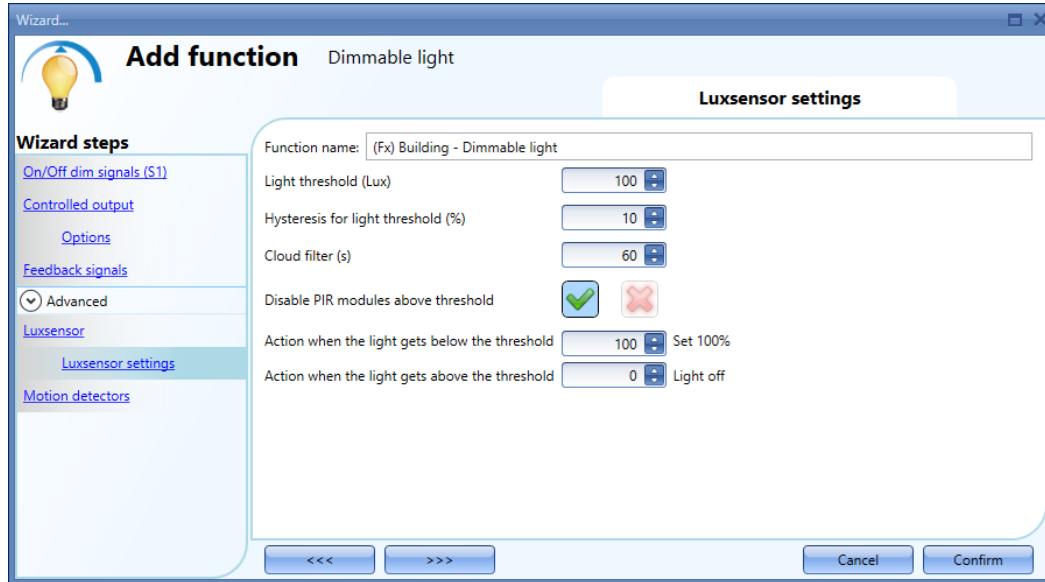 Wizard...
Add function Dimmable light
Luxsensor settings
Wizard steps
On/Off dim signals (S1)
Controlled output
Options
Feedback signals
Advanced
Luxsensor
Luxsensor settings
Motion detectors
Function name: (Fx) Building - Dimmable light
Light threshold (Lux) 100
Hysteresis for light threshold (%) 10
Cloud filter (s) 60
Disable PIR modules above threshold
Action when the light gets below the threshold 100 Set 100%
Action when the light gets above the threshold 0 Light off
<<< >>> Cancel Confirm